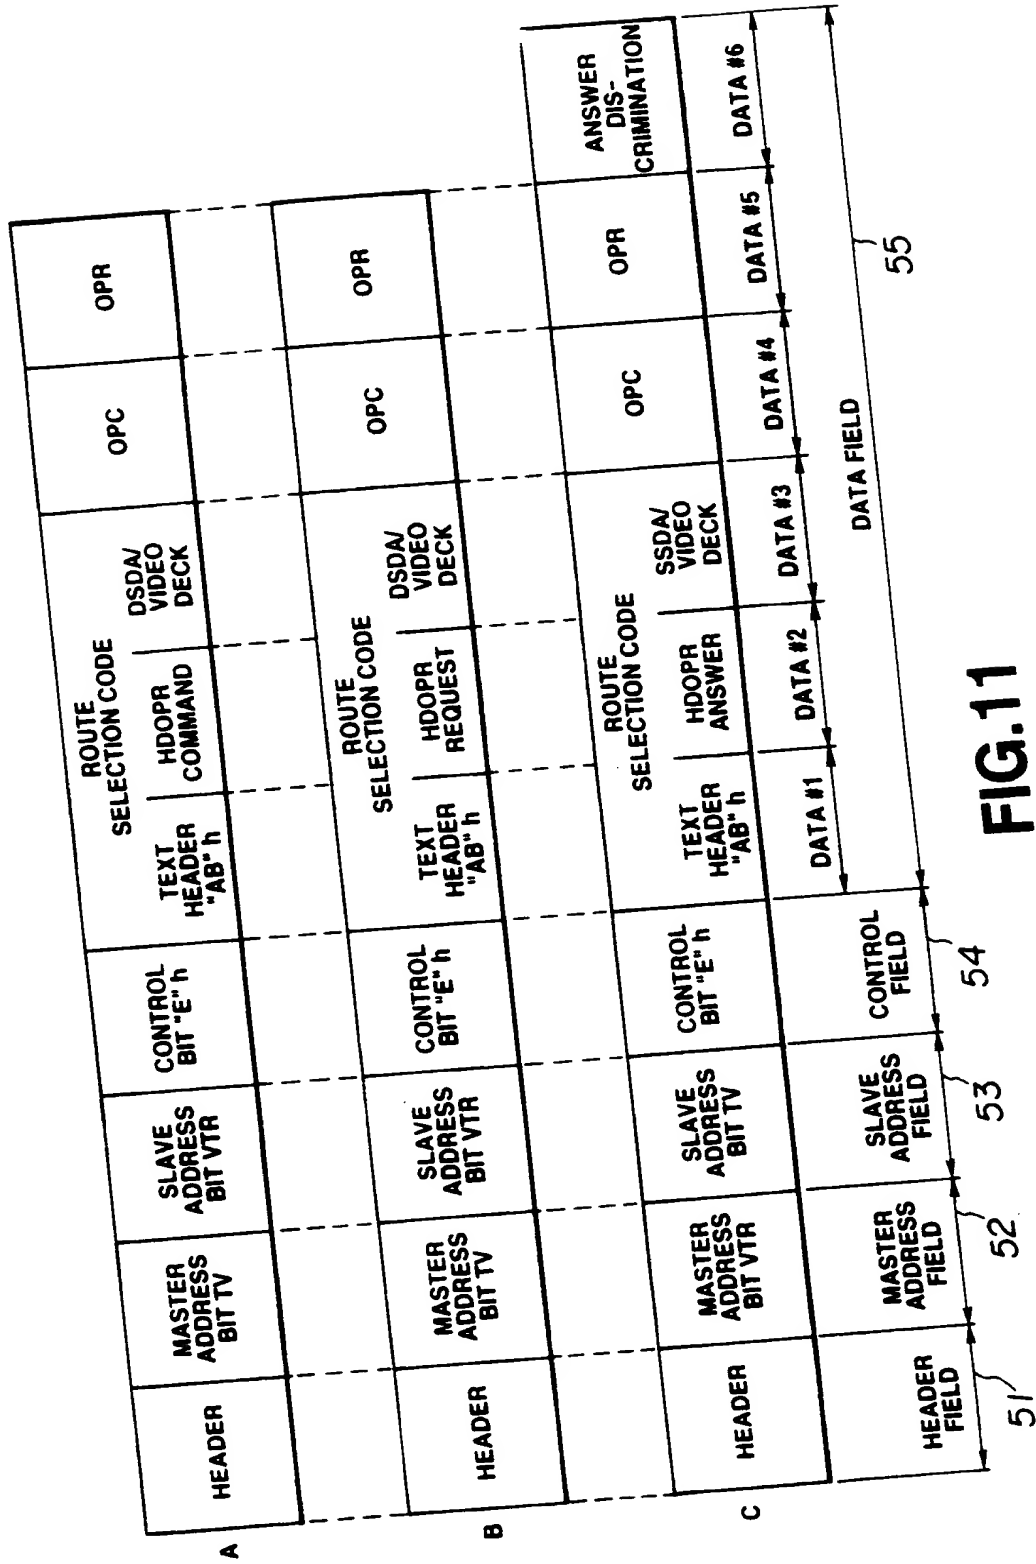 A
HEADER
MASTER
ADDRESS
BIT TV
SLAVE
ADDRESS
BIT VTR
CONTROL
BIT "E" h
ROUTE
SELECTION CODE
TEXT
HEADER
"AB" h
HDOPR
COMMAND
DSDA/
VIDEO
DECK
OPC
OPR
B
HEADER
MASTER
ADDRESS
BIT TV
SLAVE
ADDRESS
BIT VTR
CONTROL
BIT "E" h
ROUTE
SELECTION CODE
TEXT
HEADER
"AB" h
HDOPR
REQUEST
DSDA/
VIDEO
DECK
OPC
OPR
C
HEADER
MASTER
ADDRESS
BIT VTR
SLAVE
ADDRESS
BIT TV
CONTROL
BIT "E" h
ROUTE
SELECTION CODE
TEXT
HEADER
"AB" h
HDOPR
ANSWER
SSDA/
VIDEO
DECK
OPC
OPR
ANSWER
DIS-
CRIMINATION
HEADER
FIELD
MASTER
ADDRESS
FIELD
SLAVE
ADDRESS
FIELD
CONTROL
FIELD
DATA #1
DATA #2
DATA #3
DATA #4
DATA #5
DATA #6
DATA FIELD
51
52
53
54
55
FIG.11